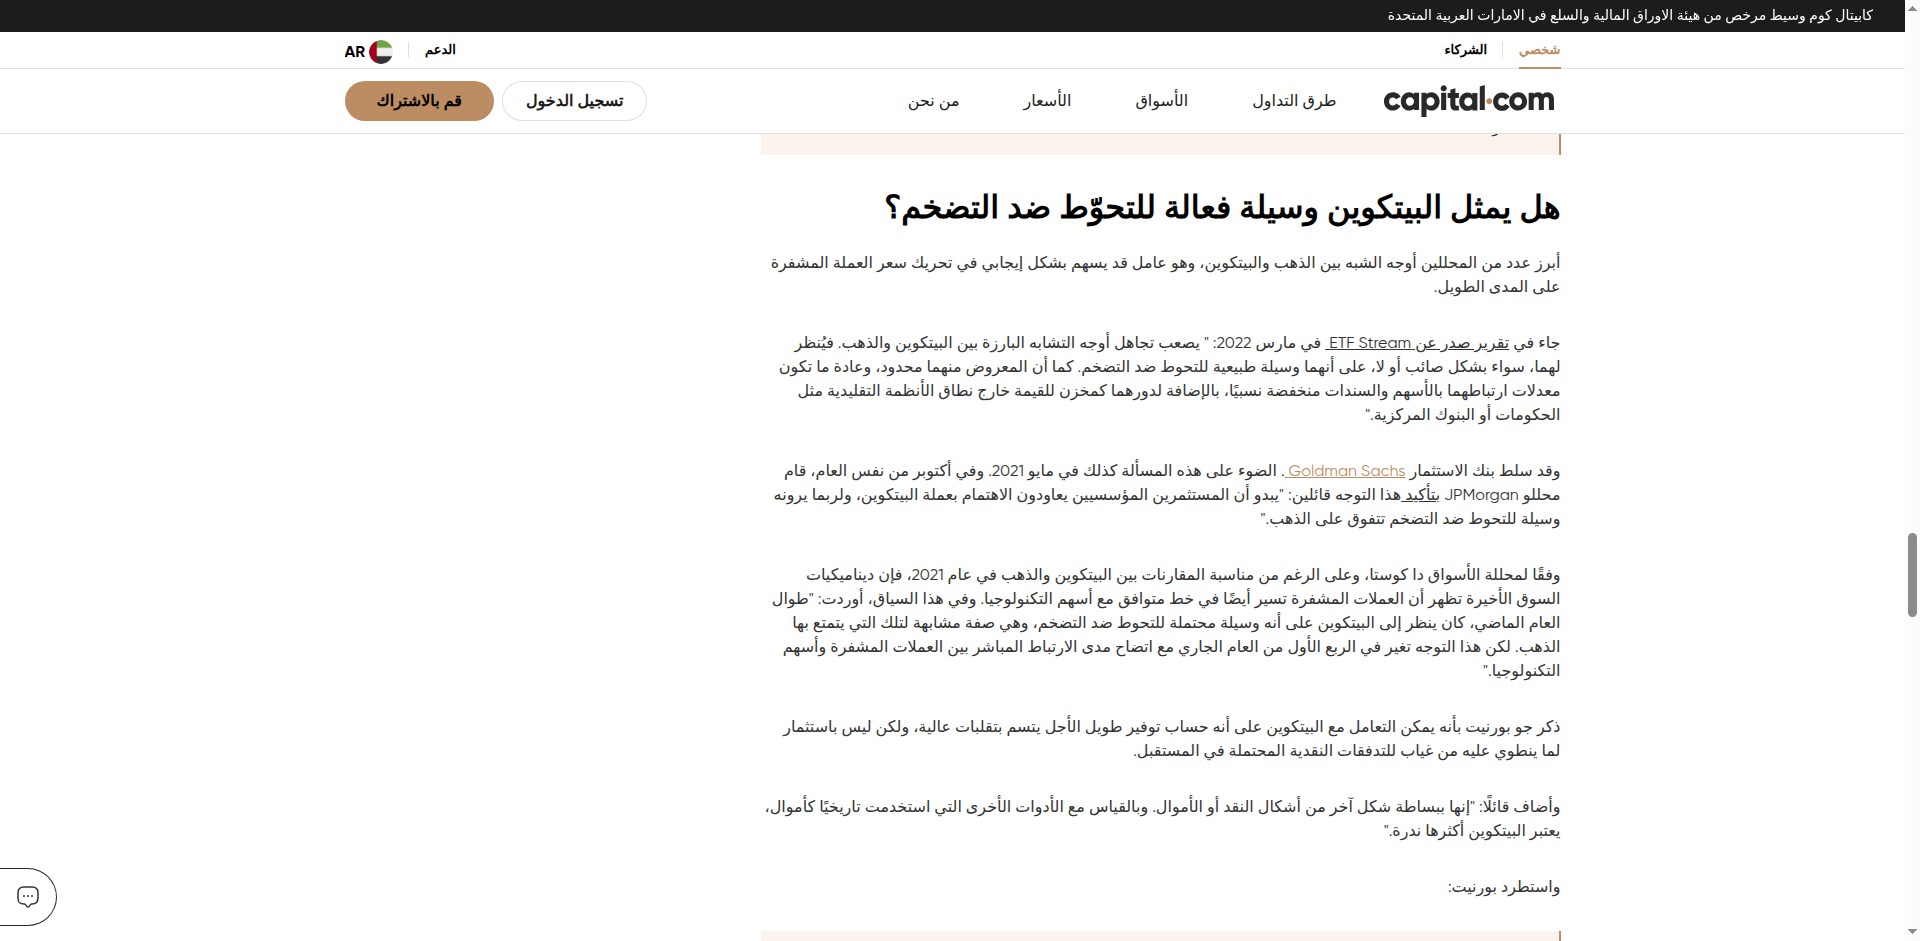 كابيتال كوم وسيط مرخص من هيئة الاوراق المالية والسلع في الامارات العربية المتحدة
شخصي
الشركاء
الدعم
AR
capital.com
طرق التداول
الأسواق
الأسعار
من نحن
تسجيل الدخول
قم بالاشتراك
هل يمثل البيتكوين وسيلة فعالة للتحوّط ضد التضخم؟
أبرز عدد من المحللين أوجه الشبه بين الذهب والبيتكوين، وهو عامل قد يسهم بشكل إيجابي في تحريك سعر العملة المشفرة
على المدى الطويل.
جاء في تقرير صدر عن ETF Stream في مارس 2022: " يصعب تجاهل أوجه التشابه البارزة بين البيتكوين والذهب. فيُنظر
لهما، سواء بشكل صائب أو لا، على أنهما وسيلة طبيعية للتحوط ضد التضخم. كما أن المعروض منهما محدود، وعادة ما تكون
معدلات ارتباطهما بالأسهم والسندات منخفضة نسبيًا، بالإضافة لدورهما كمخزن للقيمة خارج نطاق الأنظمة التقليدية مثل
الحكومات أو البنوك المركزية."
وقد سلط بنك الاستثمار Goldman Sachs . الضوء على هذه المسألة كذلك في مايو 2021. وفي أكتوبر من نفس العام، قام
محللو JPMorgan بتأكيد هذا التوجه قائلين: "يبدو أن المستثمرين المؤسسيين يعاودون الاهتمام بعملة البيتكوين، ولربما يرونه
وسيلة للتحوط ضد التضخم تتفوق على الذهب."
وفقًا لمحللة الأسواق دا كوستا، وعلى الرغم من مناسبة المقارنات بين البيتكوين والذهب في عام 2021، فإن ديناميكيات
السوق الأخيرة تظهر أن العملات المشفرة تسير أيضًا في خط متوافق مع أسهم التكنولوجيا. وفي هذا السياق، أوردت: "طوال
العام الماضي، كان ينظر إلى البيتكوين على أنه وسيلة محتملة للتحوط ضد التضخم، وهي صفة مشابهة لتلك التي يتمتع بها
الذهب. لكن هذا التوجه تغير في الربع الأول من العام الجاري مع اتضاح مدى الارتباط المباشر بين العملات المشفرة وأسهم
التكنولوجيا."
ذكر جو بورنيت بأنه يمكن التعامل مع البيتكوين على أنه حساب توفير طويل الأجل يتسم بتقلبات عالية، ولكن ليس باستثمار
لما ينطوي عليه من غياب للتدفقات النقدية المحتملة في المستقبل.
وأضاف قائلًا: "إنها ببساطة شكل آخر من أشكال النقد أو الأموال. وبالقياس مع الأدوات الأخرى التي استخدمت تاريخيًا كأموال،
يعتبر البيتكوين أكثرها ندرة."
واستطرد بورنيت: